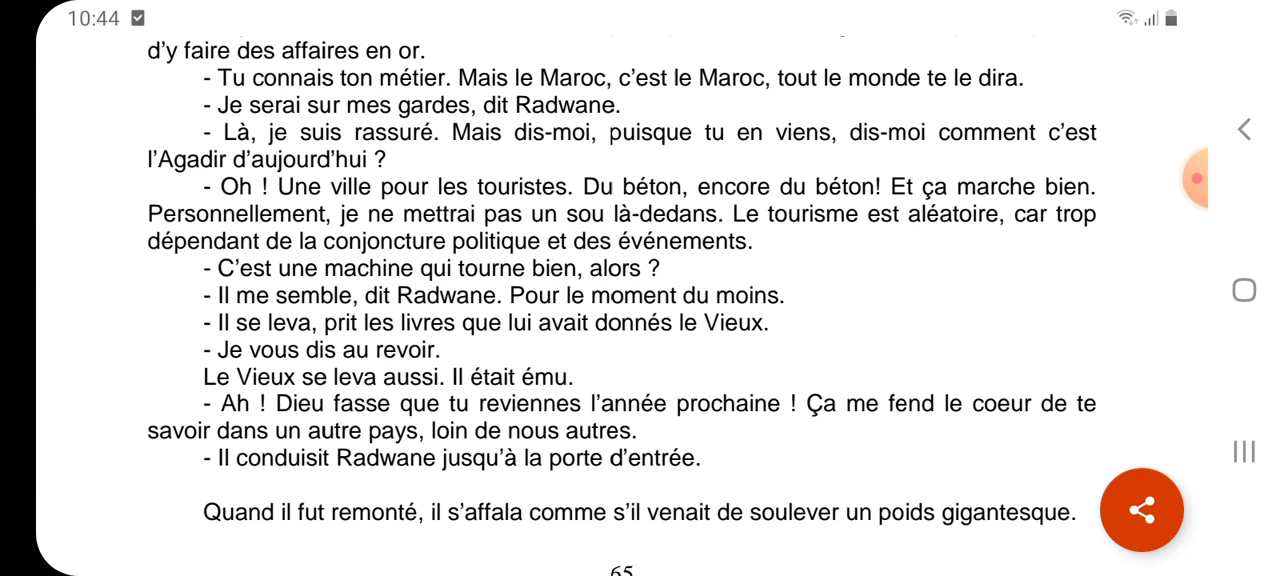 10:44
d'y faire des affaires en or.
- Tu connais ton métier. Mais le Maroc, c'est le Maroc, tout le monde te le dira.
- Je serai sur mes gardes, dit Radwane.
- Là, je suis rassuré. Mais dis-moi, puisque tu en viens, dis-moi comment c'est
l'Agadir d'aujourd'hui ?
- Oh ! Une ville pour les touristes. Du béton, encore du béton! Et ça marche bien.
Personnellement, je ne mettrai pas un sou là-dedans. Le tourisme est aléatoire, car trop
dépendant de la conjoncture politique et des événements.
- C'est une machine qui tourne bien, alors ?
- Il me semble, dit Radwane. Pour le moment du moins.
- Il se leva, prit les livres que lui avait donnés le Vieux.
- Je vous dis au revoir.
Le Vieux se leva aussi. Il était ému.
- Ah ! Dieu fasse que tu reviennes l'année prochaine ! Ça me fend le coeur de te
savoir dans un autre pays, loin de nous autres.
- Il conduisit Radwane jusqu'à la porte d'entrée.
Quand il fut remonté, il s'affala comme s'il venait de soulever un poids gigantesque.
65